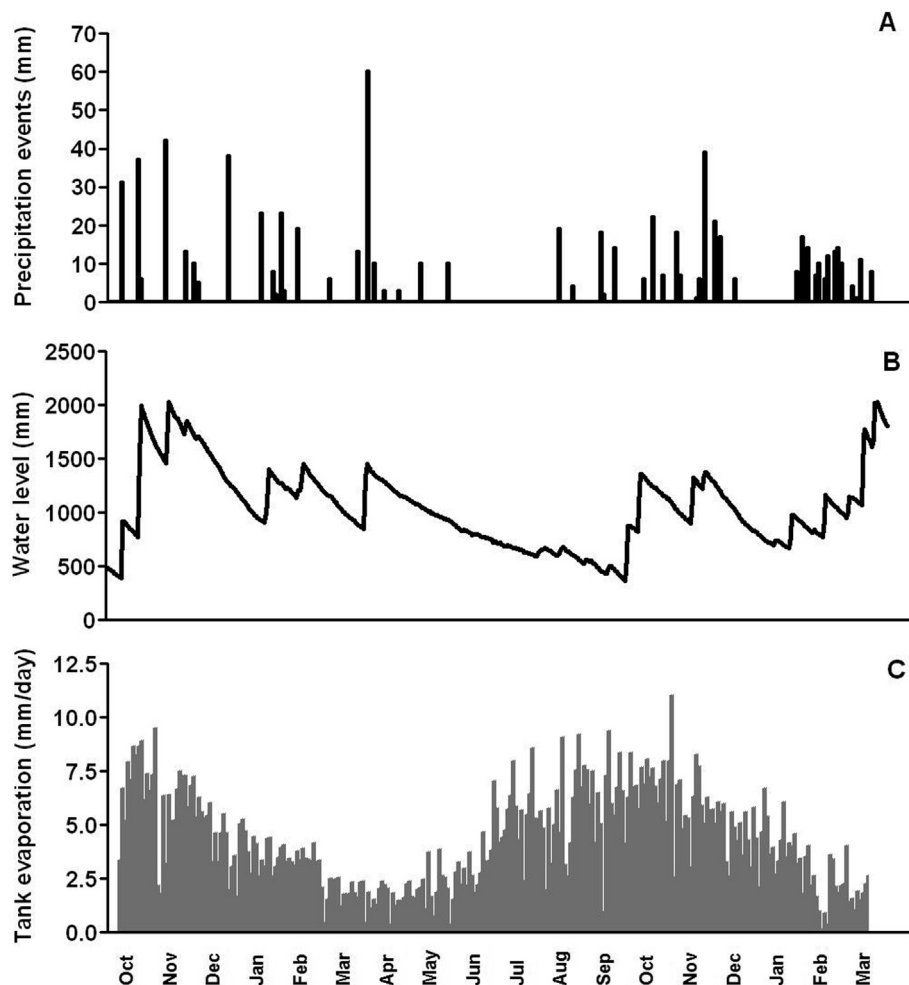 A
Precipitation events (mm)
70
60
50
40
30
20
10
0
B
Water level (mm)
2500
2000
1500
1000
500
0
C
Tank evaporation (mm/day)
12.5
10.0
7.5
5.0
2.5
0.0
Oct Nov Dec Jan Feb Mar Apr May Jun Jul Aug Sep Oct Nov Dec Jan Feb Mar